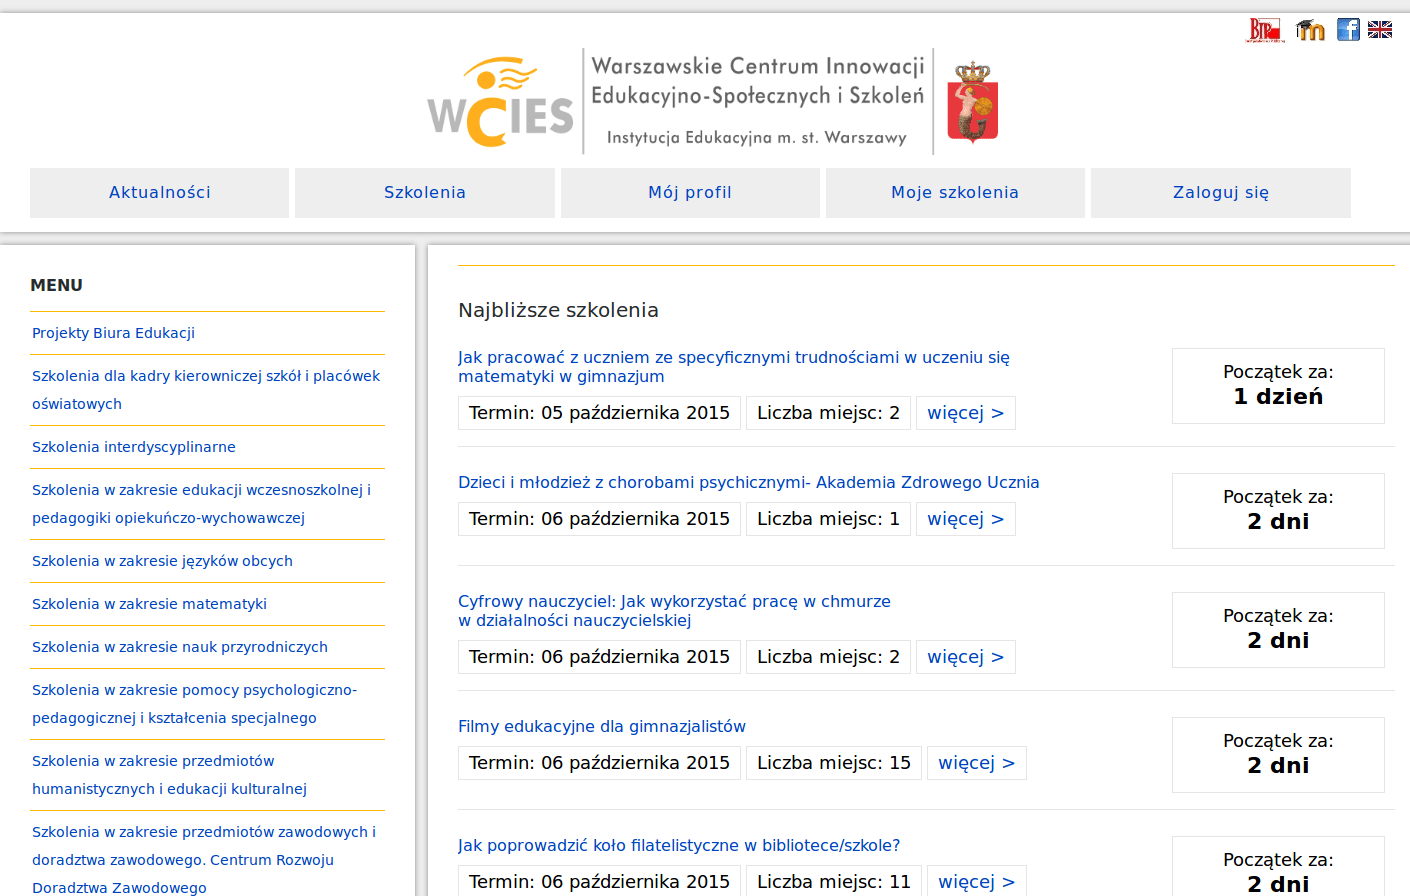 BIP
m
f
WCIES
Warszawskie Centrum Innowacji
Edukacyjno-Społecznych i Szkoleń
Instytucja Edukacyjna m. st. Warszawy
Aktualności
Szkolenia
Mój profil
Moje szkolenia
Zaloguj się
MENU
Projekty Biura Edukacji
Szkolenia dla kadry kierowniczej szkół i placówek
oświatowych
Szkolenia interdyscyplinarne
Szkolenia w zakresie edukacji wczesnoszkolnej i
pedagogiki opiekuńczo-wychowawczej
Szkolenia w zakresie języków obcych
Szkolenia w zakresie matematyki
Szkolenia w zakresie nauk przyrodniczych
Szkolenia w zakresie pomocy psychologiczno-
pedagogicznej i kształcenia specjalnego
Szkolenia w zakresie przedmiotów
humanistycznych i edukacji kulturalnej
Szkolenia w zakresie przedmiotów zawodowych i
doradztwa zawodowego. Centrum Rozwoju
Doradztwa Zawodowego
Najbliższe szkolenia
Jak pracować z uczniem ze specyficznymi trudnościami w uczeniu się
matematyki w gimnazjum
Termin: 05 października 2015
Liczba miejsc: 2
więcej >
Początek za:
1 dzień
Dzieci i młodzież z chorobami psychicznymi- Akademia Zdrowego Ucznia
Termin: 06 października 2015
Liczba miejsc: 1
więcej >
Początek za:
2 dni
Cyfrowy nauczyciel: Jak wykorzystać pracę w chmurze
w działalności nauczycielskiej
Termin: 06 października 2015
Liczba miejsc: 2
więcej >
Początek za:
2 dni
Filmy edukacyjne dla gimnazjalistów
Termin: 06 października 2015
Liczba miejsc: 15
więcej >
Początek za:
2 dni
Jak poprowadzić koło filatelistyczne w bibliotece/szkole?
Termin: 06 października 2015
Liczba miejsc: 11
więcej >
Początek za:
2 dni